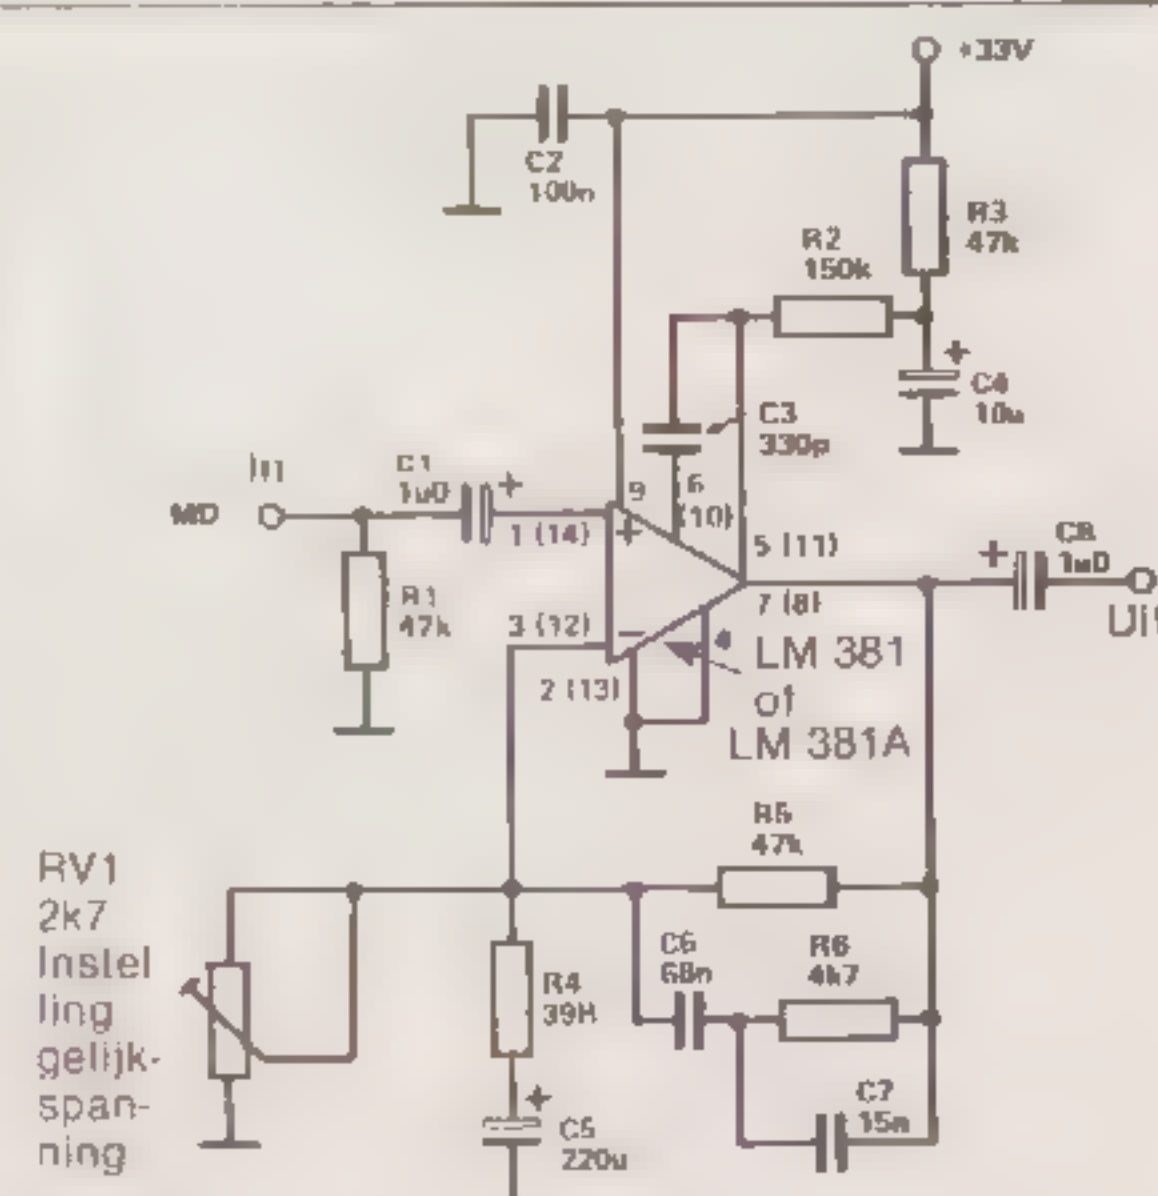 +33V
C2
100n
R3
47k
R2
150k
C4
10u
C3
330p
In
MD
C1
1u0
9
6
(10)
1 (14)
+
5 (11)
C8
1u0
R1
47k
3 (12)
7 (8)
Uit
4
LM 381
of
LM 381A
2 (13)
R5
47k
RV1
2k7
Instel
ling
gelijk-
span-
ning
C6
68n
R6
4k7
R4
C7
15n
C5
220u